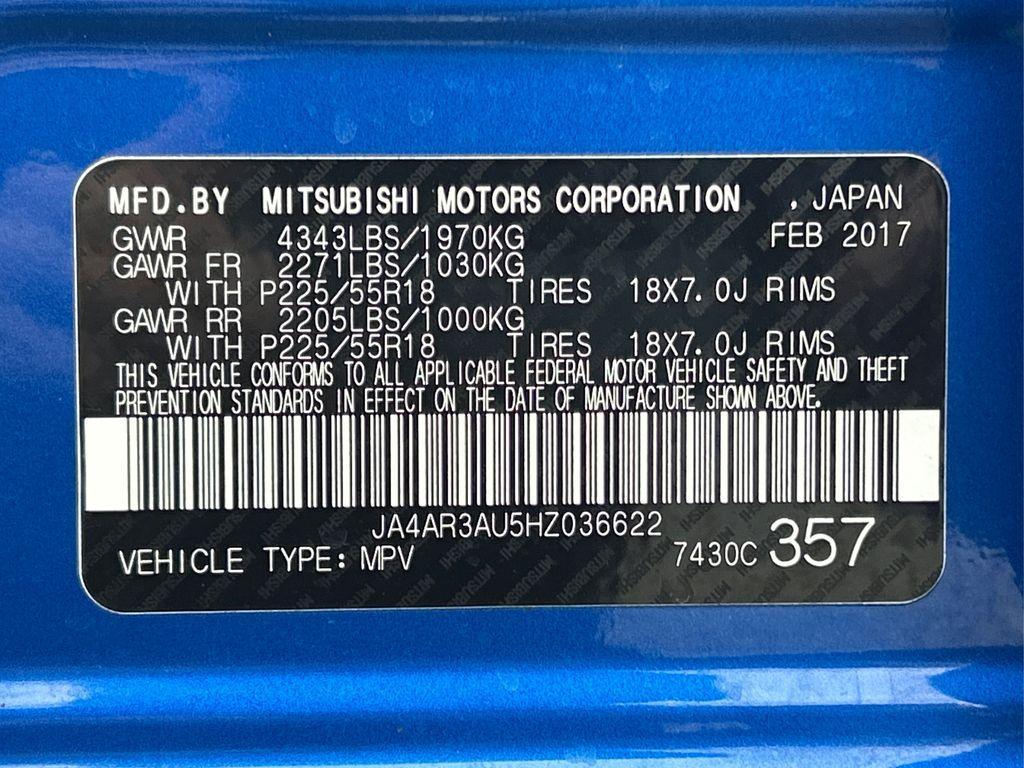 MFD.BY MITSUBISHI MOTORS CORPORATION , JAPAN
GVWR 4343LBS/1970KG FEB 2017
GAWR FR 2271LBS/1030KG
WITH P225/55R18 TIRES 18X7.0J RIMS
GAWR RR 2205LBS/1000KG
WITH P225/55R18 TIRES 18X7.0J RIMS
THIS VEHICLE CONFORMS TO ALL APPLICABLE FEDERAL MOTOR VEHICLE SAFETY AND THEFT
PREVENTION STANDARDS IN EFFECT ON THE DATE OF MANUFACTURE SHOWN ABOVE.
JA4AR3AU5HZ036622
VEHICLE TYPE: MPV 7430C 357